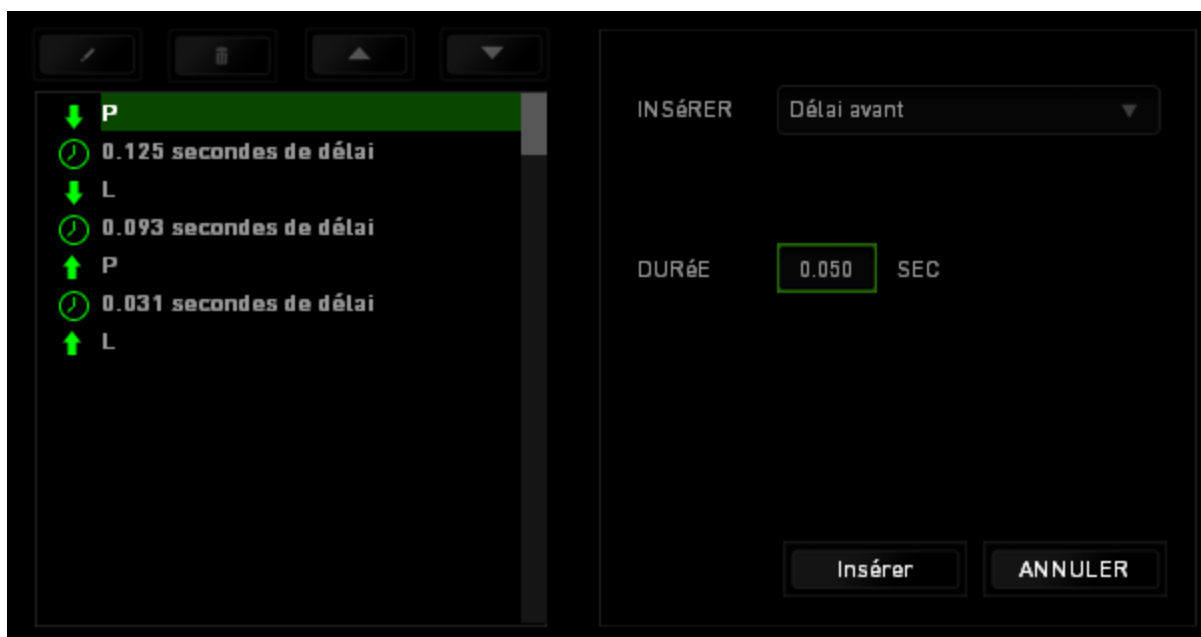 P
0.125 secondes de délai
L
0.093 secondes de délai
P
0.031 secondes de délai
L
INSéRER Délai avant
DURéE 0.050 SEC
Insérer ANNULER